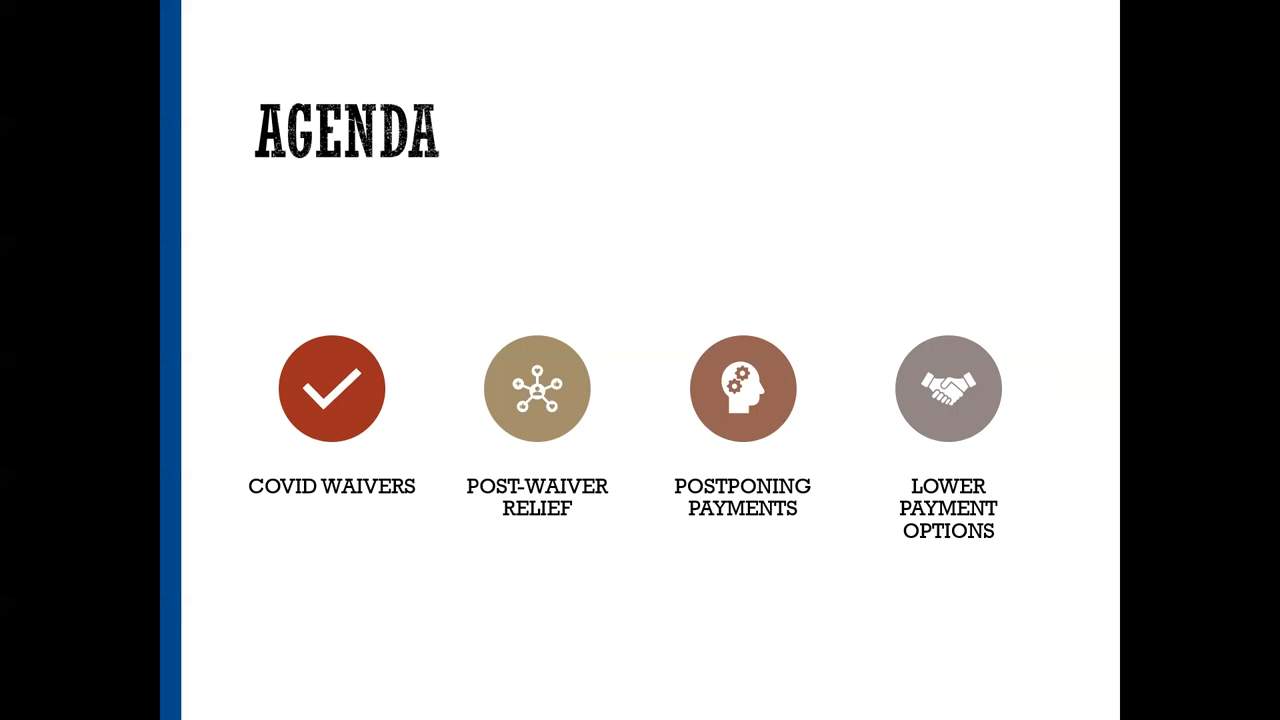 AGENDA
COVID WAIVERS
POST-WAIVER
RELIEF
POSTPONING
PAYMENTS
LOWER
PAYMENT
OPTIONS